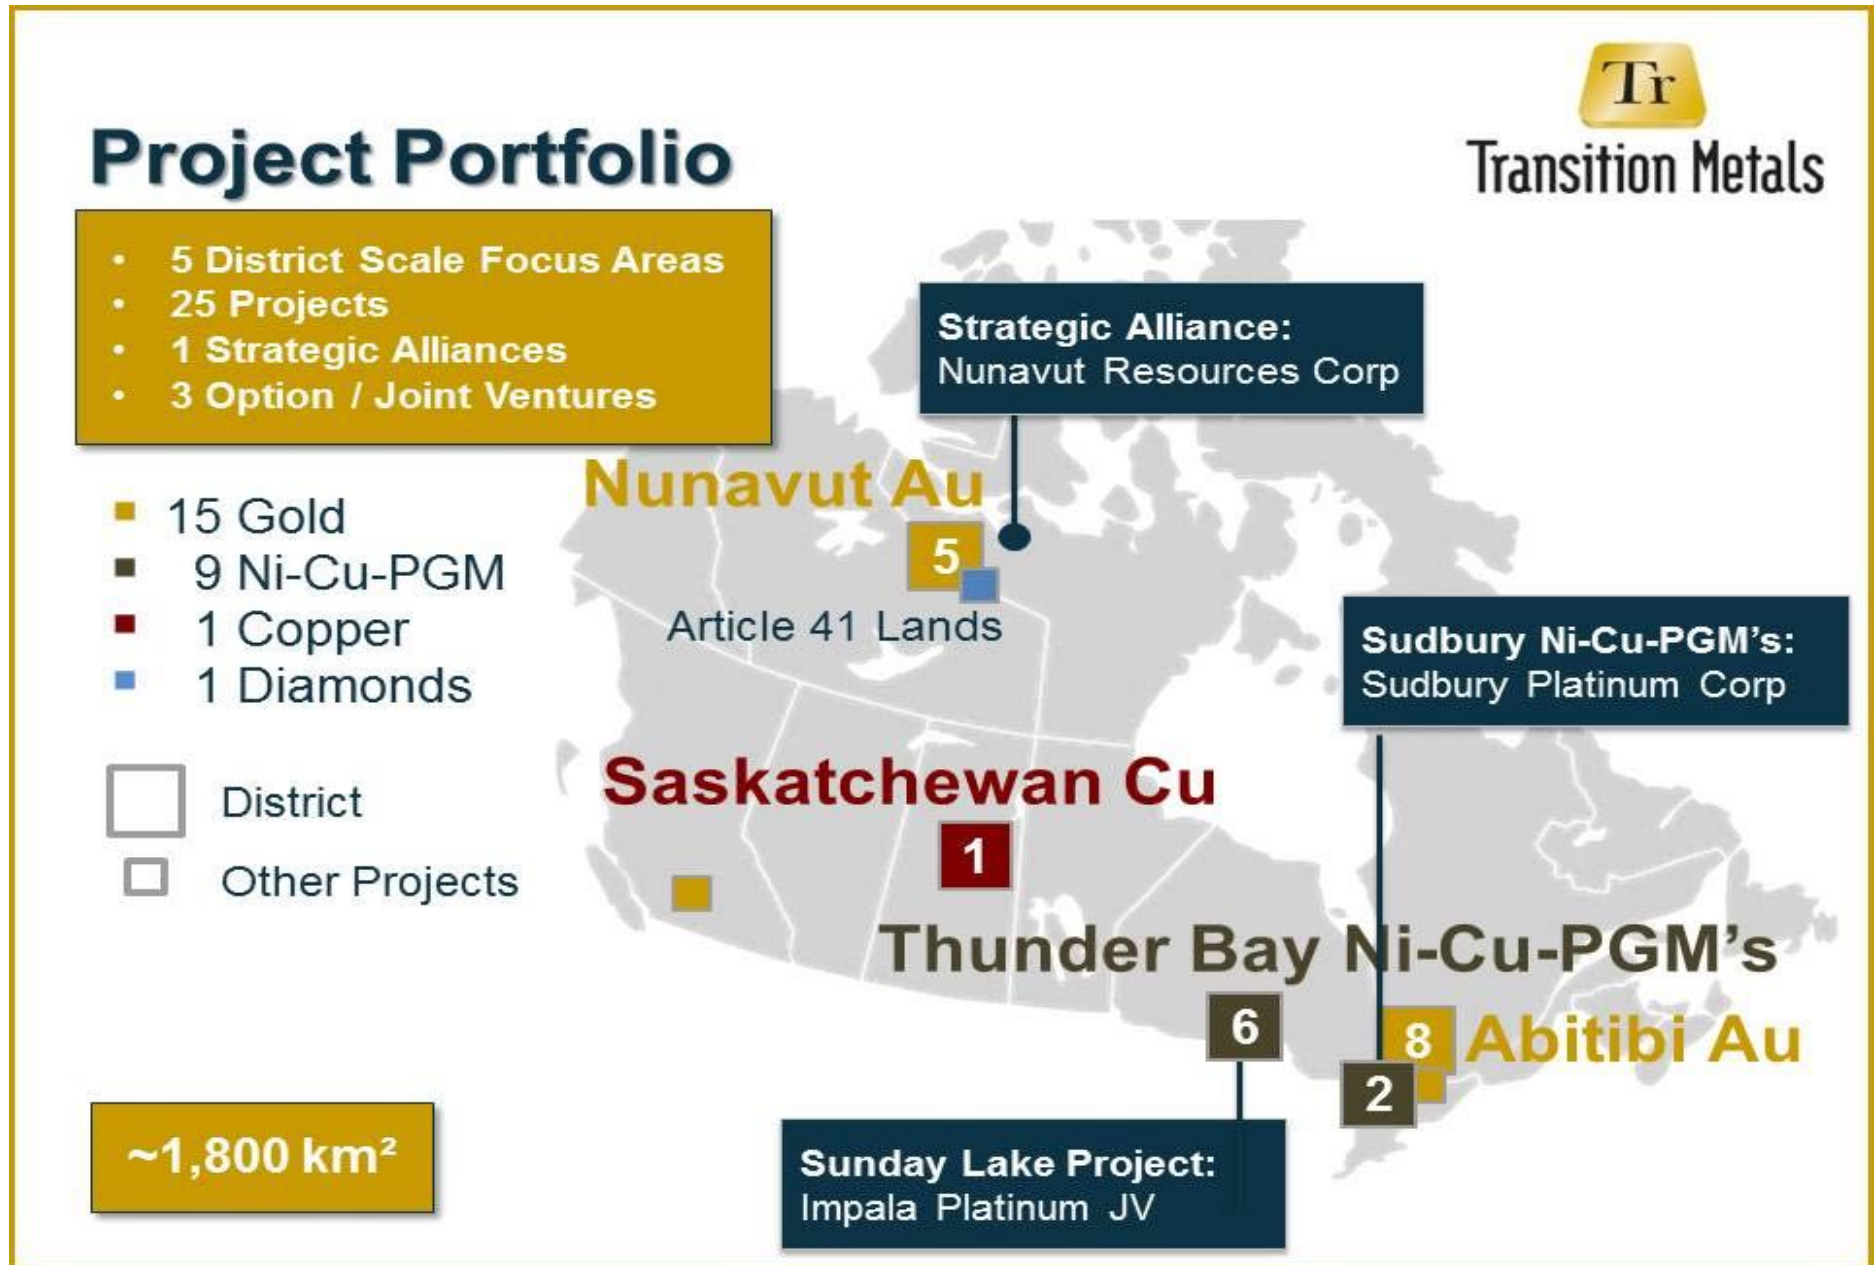 Tr
Transition Metals
Project Portfolio
• 5 District Scale Focus Areas
• 25 Projects
• 1 Strategic Alliances
• 3 Option / Joint Ventures
15 Gold
9 Ni-Cu-PGM
1 Copper
1 Diamonds
District
Other Projects
~1,800 km²
Strategic Alliance:
Nunavut Resources Corp
Nunavut Au
5
Article 41 Lands
Sudbury Ni-Cu-PGM’s:
Sudbury Platinum Corp
Saskatchewan Cu
1
Thunder Bay Ni-Cu-PGM’s
6
8
Abitibi Au
2
Sunday Lake Project:
Impala Platinum JV